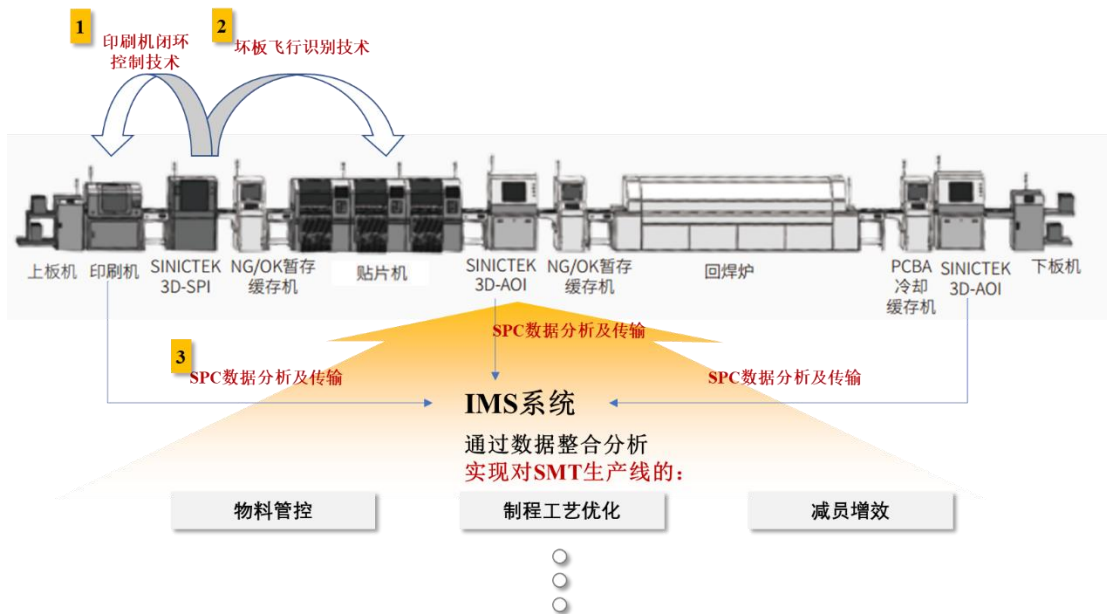 1
印刷机闭环
控制技术
2
坏板飞行识别技术
上板机
印刷机
SINICTEK
3D-SPI
NG/OK暂存
缓存机
贴片机
SINICTEK
3D-AOI
NG/OK暂存
缓存机
回焊炉
PCBA
冷却
缓存机
SINICTEK
3D-AOI
下板机
SPC数据分析及传输
3
SPC数据分析及传输
SPC数据分析及传输
IMS系统
通过数据整合分析
实现对SMT生产线的：
物料管控
制程工艺优化
减员增效